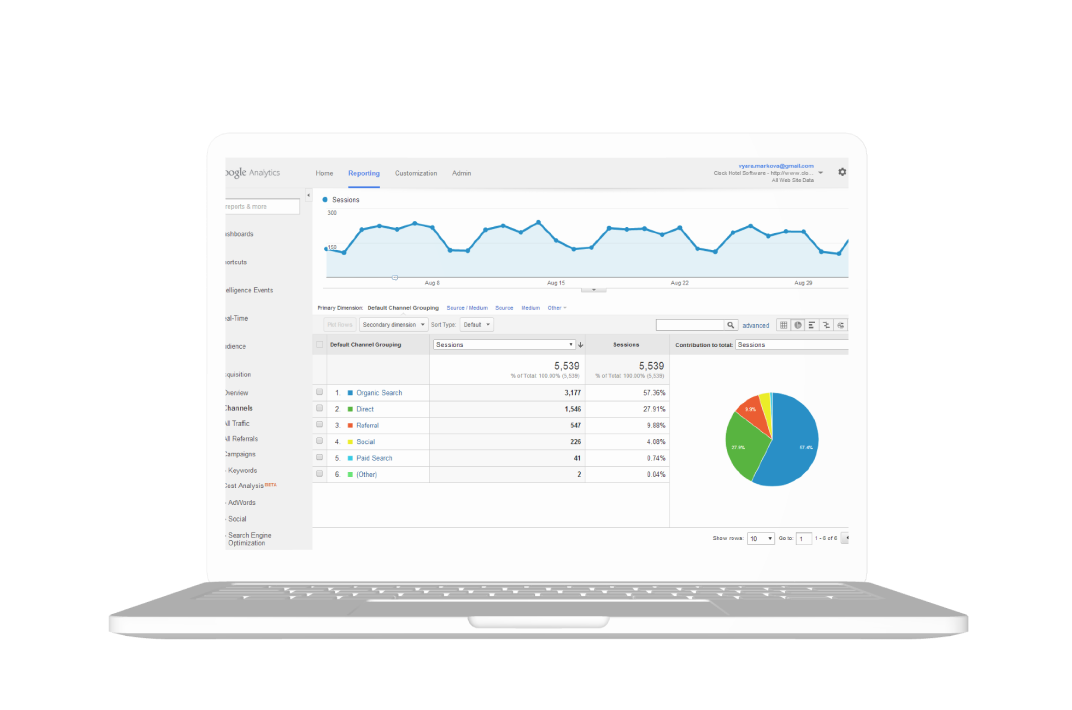 oogle Analytics
Home Reporting Customization Admin
vyara.markova@gmail.com
Clock Hotel Software - http://www.clo...
All Web Site Data
reports & more
Sessions
300
150
Aug 8 Aug 15 Aug 22 Aug 29
shboards
ortcuts
elligence Events
al-Time
udience
quisition
Overview
Channels
All Traffic
All Referrals
Campaigns
Keywords
Cost Analysis BETA
AdWords
Social
Search Engine
Optimization
Primary Dimension: Default Channel Grouping Source / Medium Source Medium Other
Plot Rows Secondary dimension Sort Type: Default advanced
Default Channel Grouping Sessions Sessions Contribution to total: Sessions
5,539 5,539
% of Total: 100.00% (5,539) % of Total: 100.00% (5,539)
1. Organic Search 3,177 57.36%
2. Direct 1,546 27.91%
3. Referral 547 9.88%
4. Social 226 4.08%
5. Paid Search 41 0.74%
6. (Other) 2 0.04%
9.9%
27.9%
57.4%
Show rows: 10 Go to: 1 1 - 6 of 6